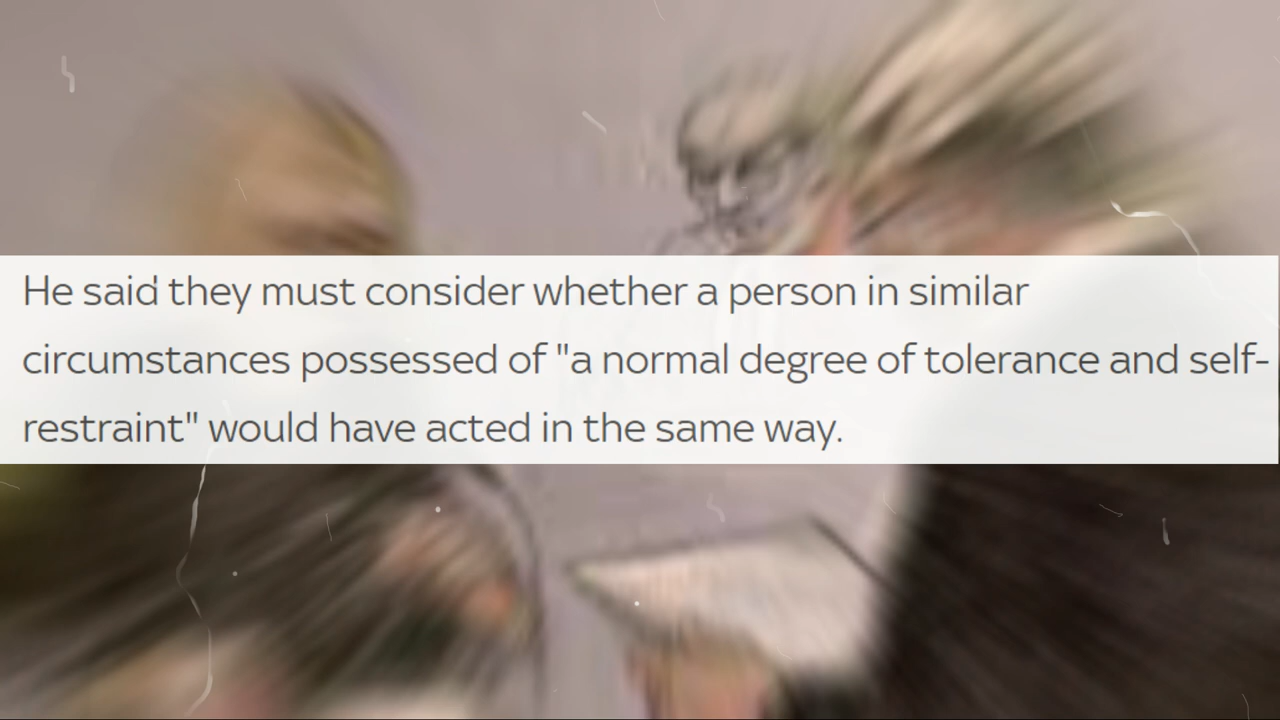 He said they must consider whether a person in similar
circumstances possessed of "a normal degree of tolerance and self-
restraint" would have acted in the same way.